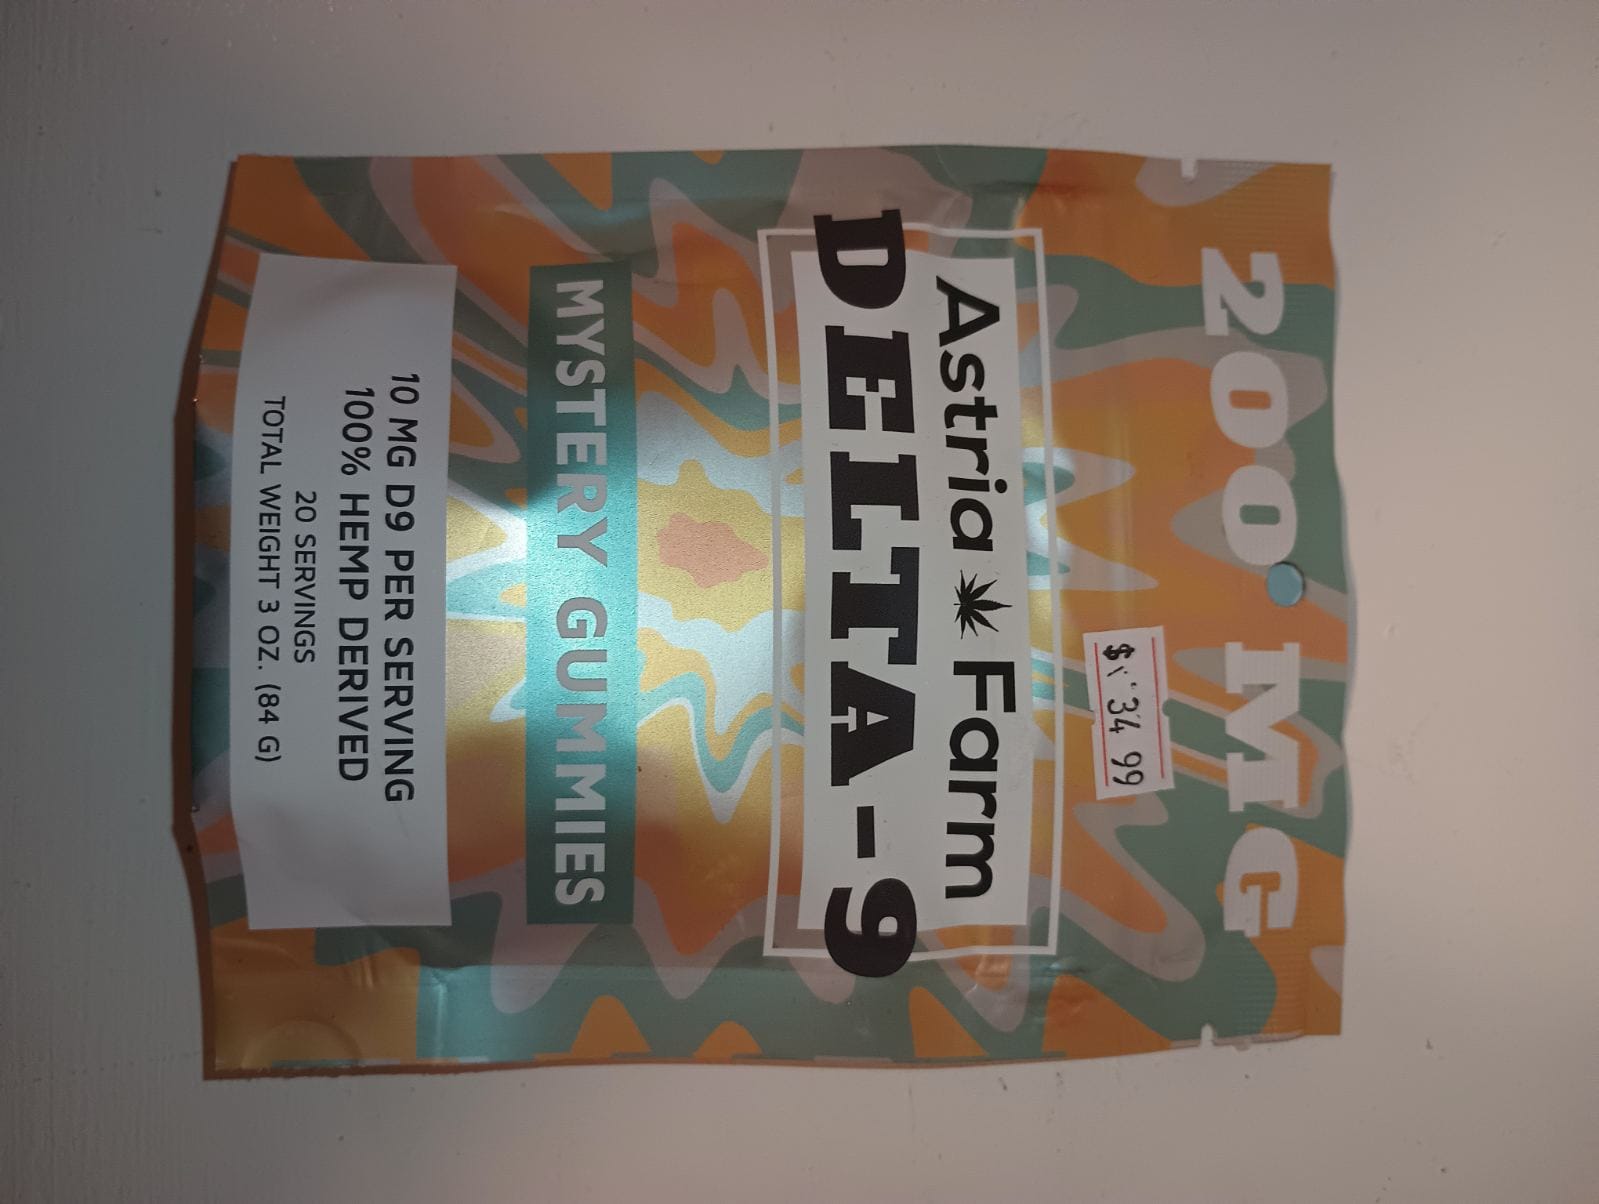 200 MG
$ 34 99
Astria Farm
DELTA-9
MYSTERY GUMMIES
10 MG D9 PER SERVING
100% HEMP DERIVED
20 SERVINGS
TOTAL WEIGHT 3 OZ. (84 G)